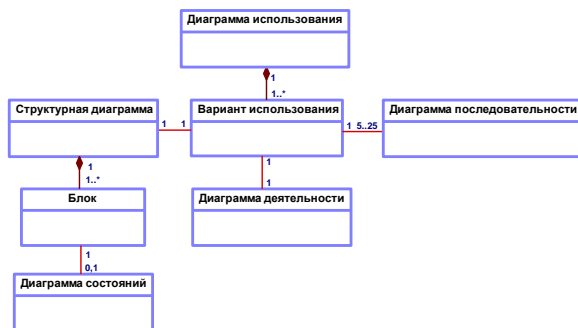 Диаграмма использования
1
1..*
Структурная диаграмма
Вариант использования
Диаграмма последовательности
1 1
1 5..25
1
1..*
1
1
Блок
Диаграмма деятельности
1
0,1
Диаграмма состояний